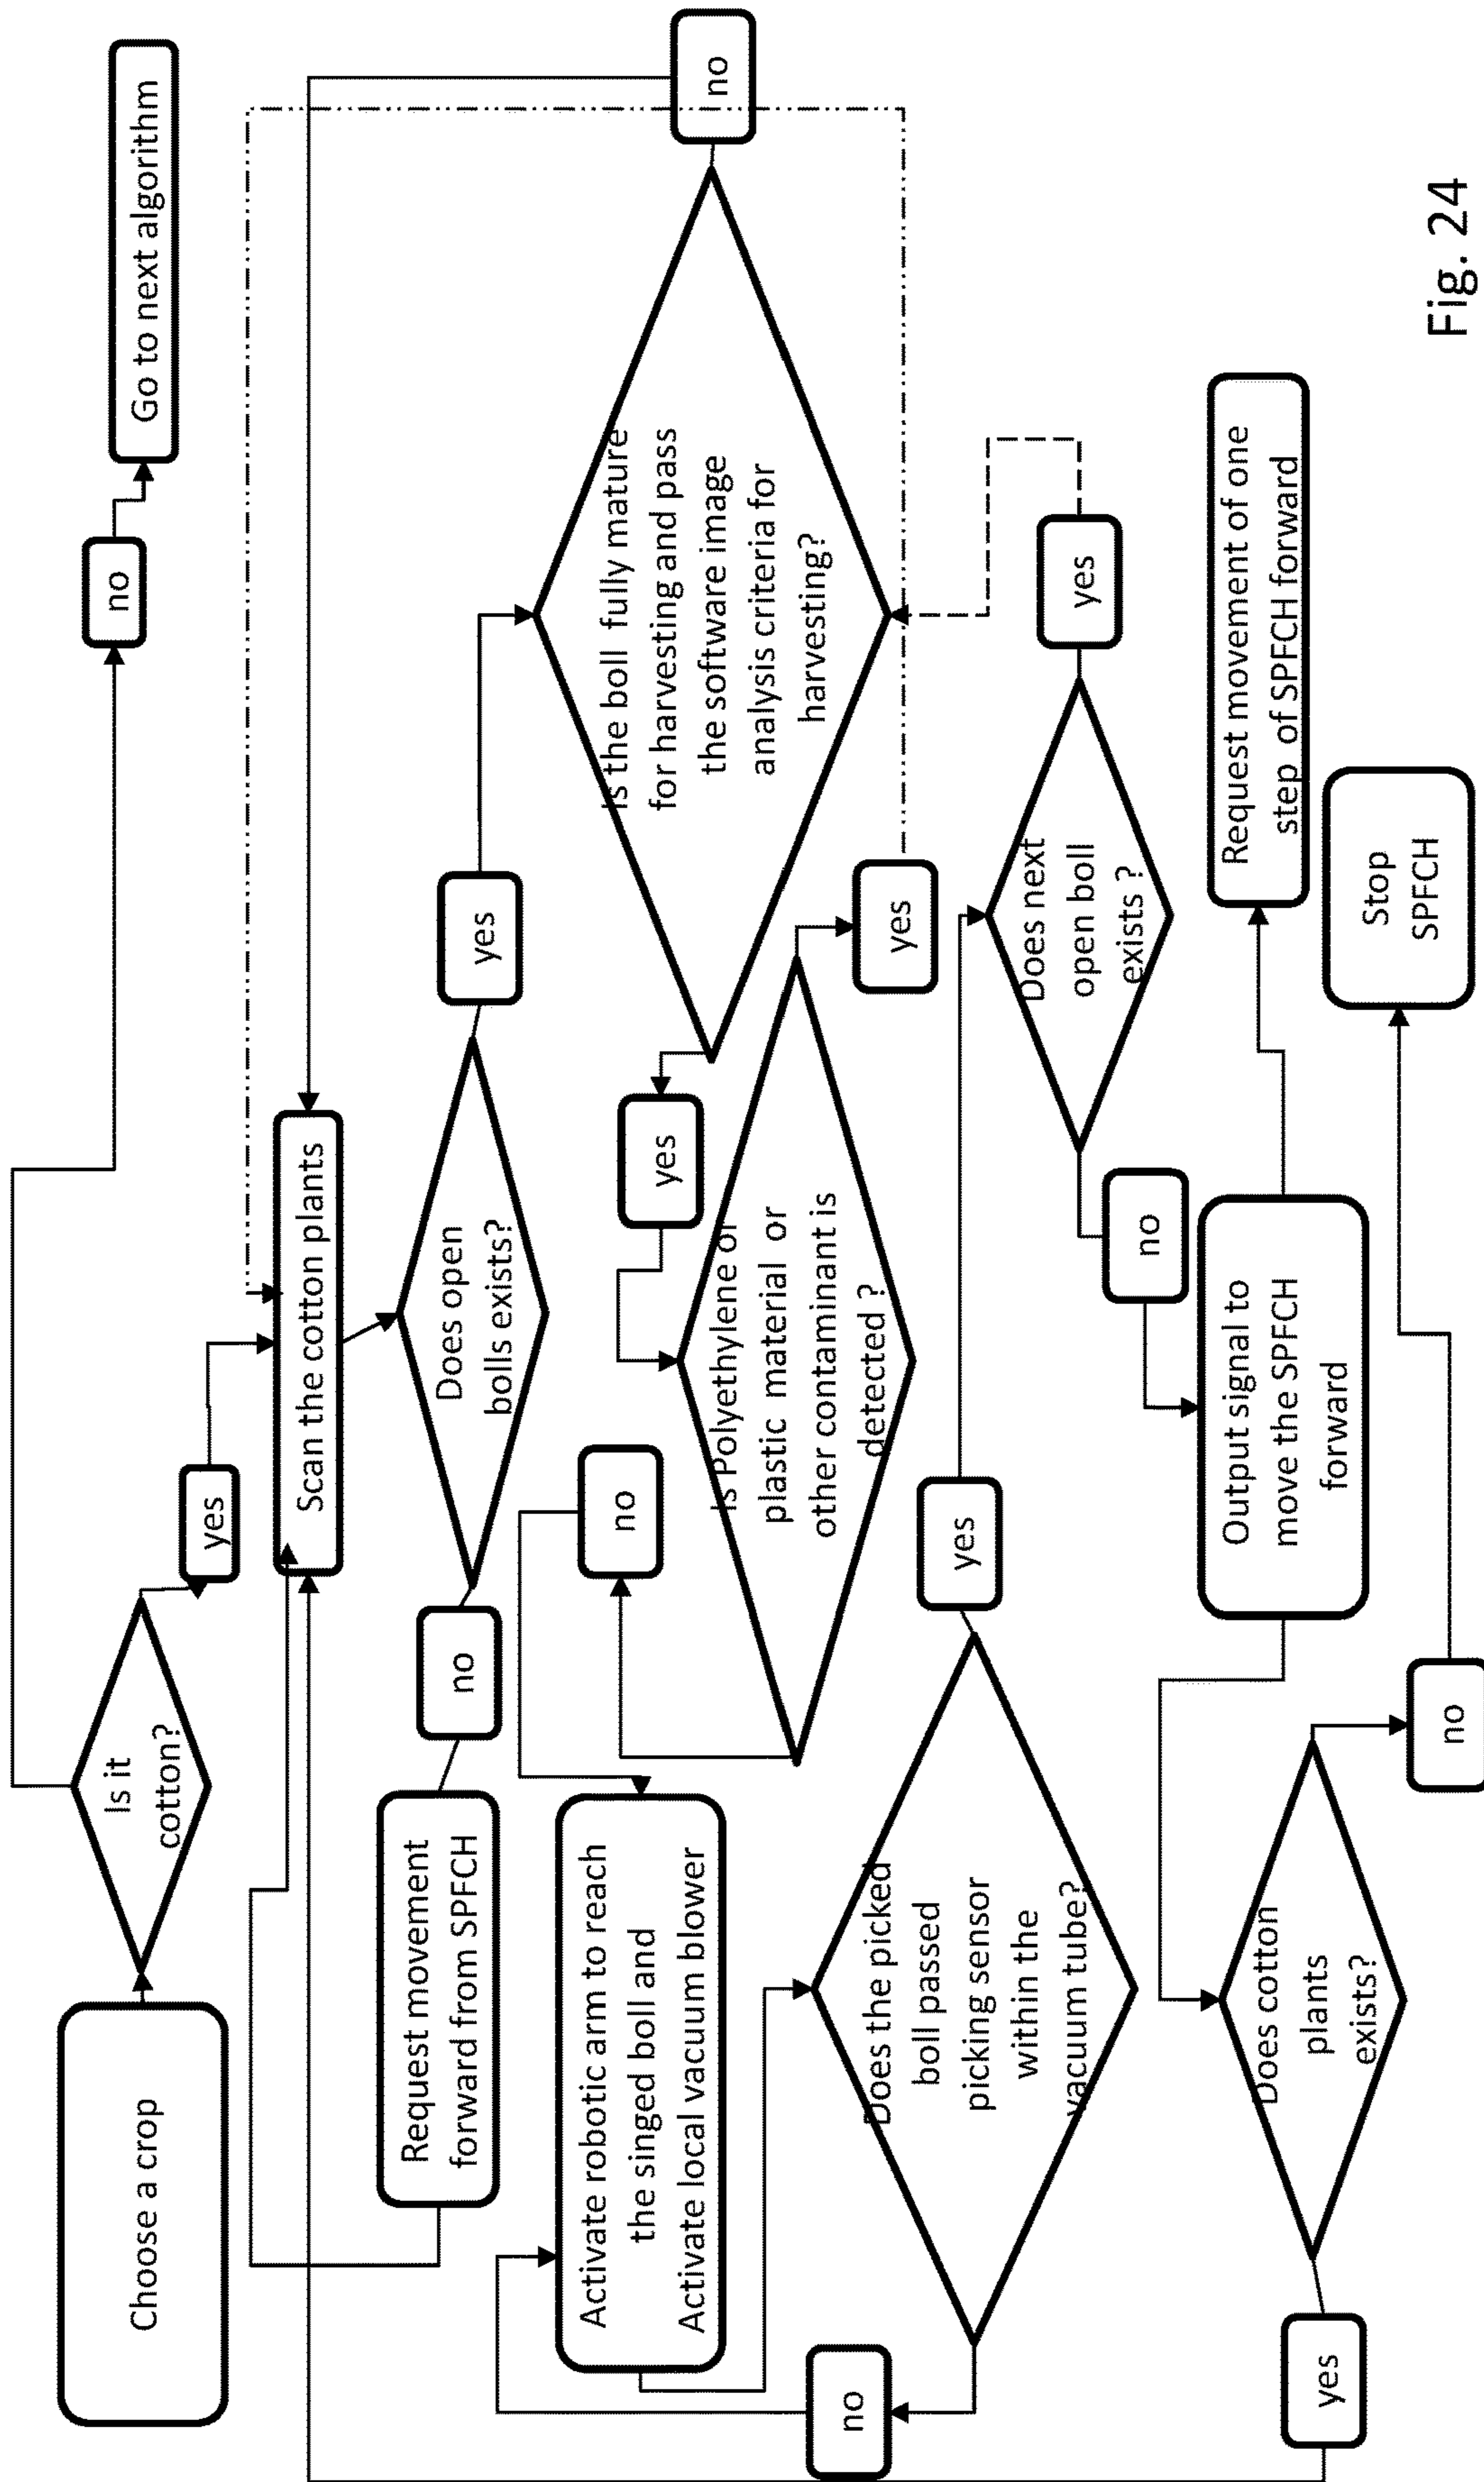 Choose a crop
Is it
cotton?
no
Go to next algorithm
yes
Scan the cotton plants
Does open
bolls exists?
no
Request movement
forward from SPFCH
yes
Is the boll fully mature
for harvesting and pass
the software image
analysis criteria for
harvesting?
no
yes
Is Polyethylene or
plastic material or
other contaminant is
detected ?
yes
no
Activate robotic arm to reach
the singed boll and
Activate local vacuum blower
Does the picked
boll passed
picking sensor
within the
vacuum tube?
no
yes
Does next
open boll
exists ?
yes
no
Output signal to
move the SPFCH
forward
Request movement of one
step of SPFCH forward
Does cotton
plants
exists?
yes
no
Stop
SPFCH
Fig. 24